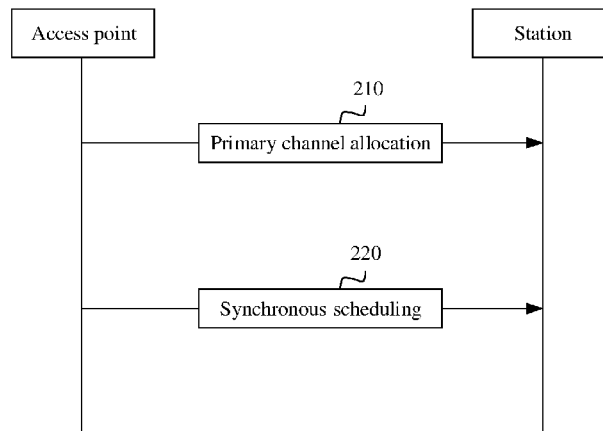 Access point
Station
210
Primary channel allocation
220
Synchronous scheduling